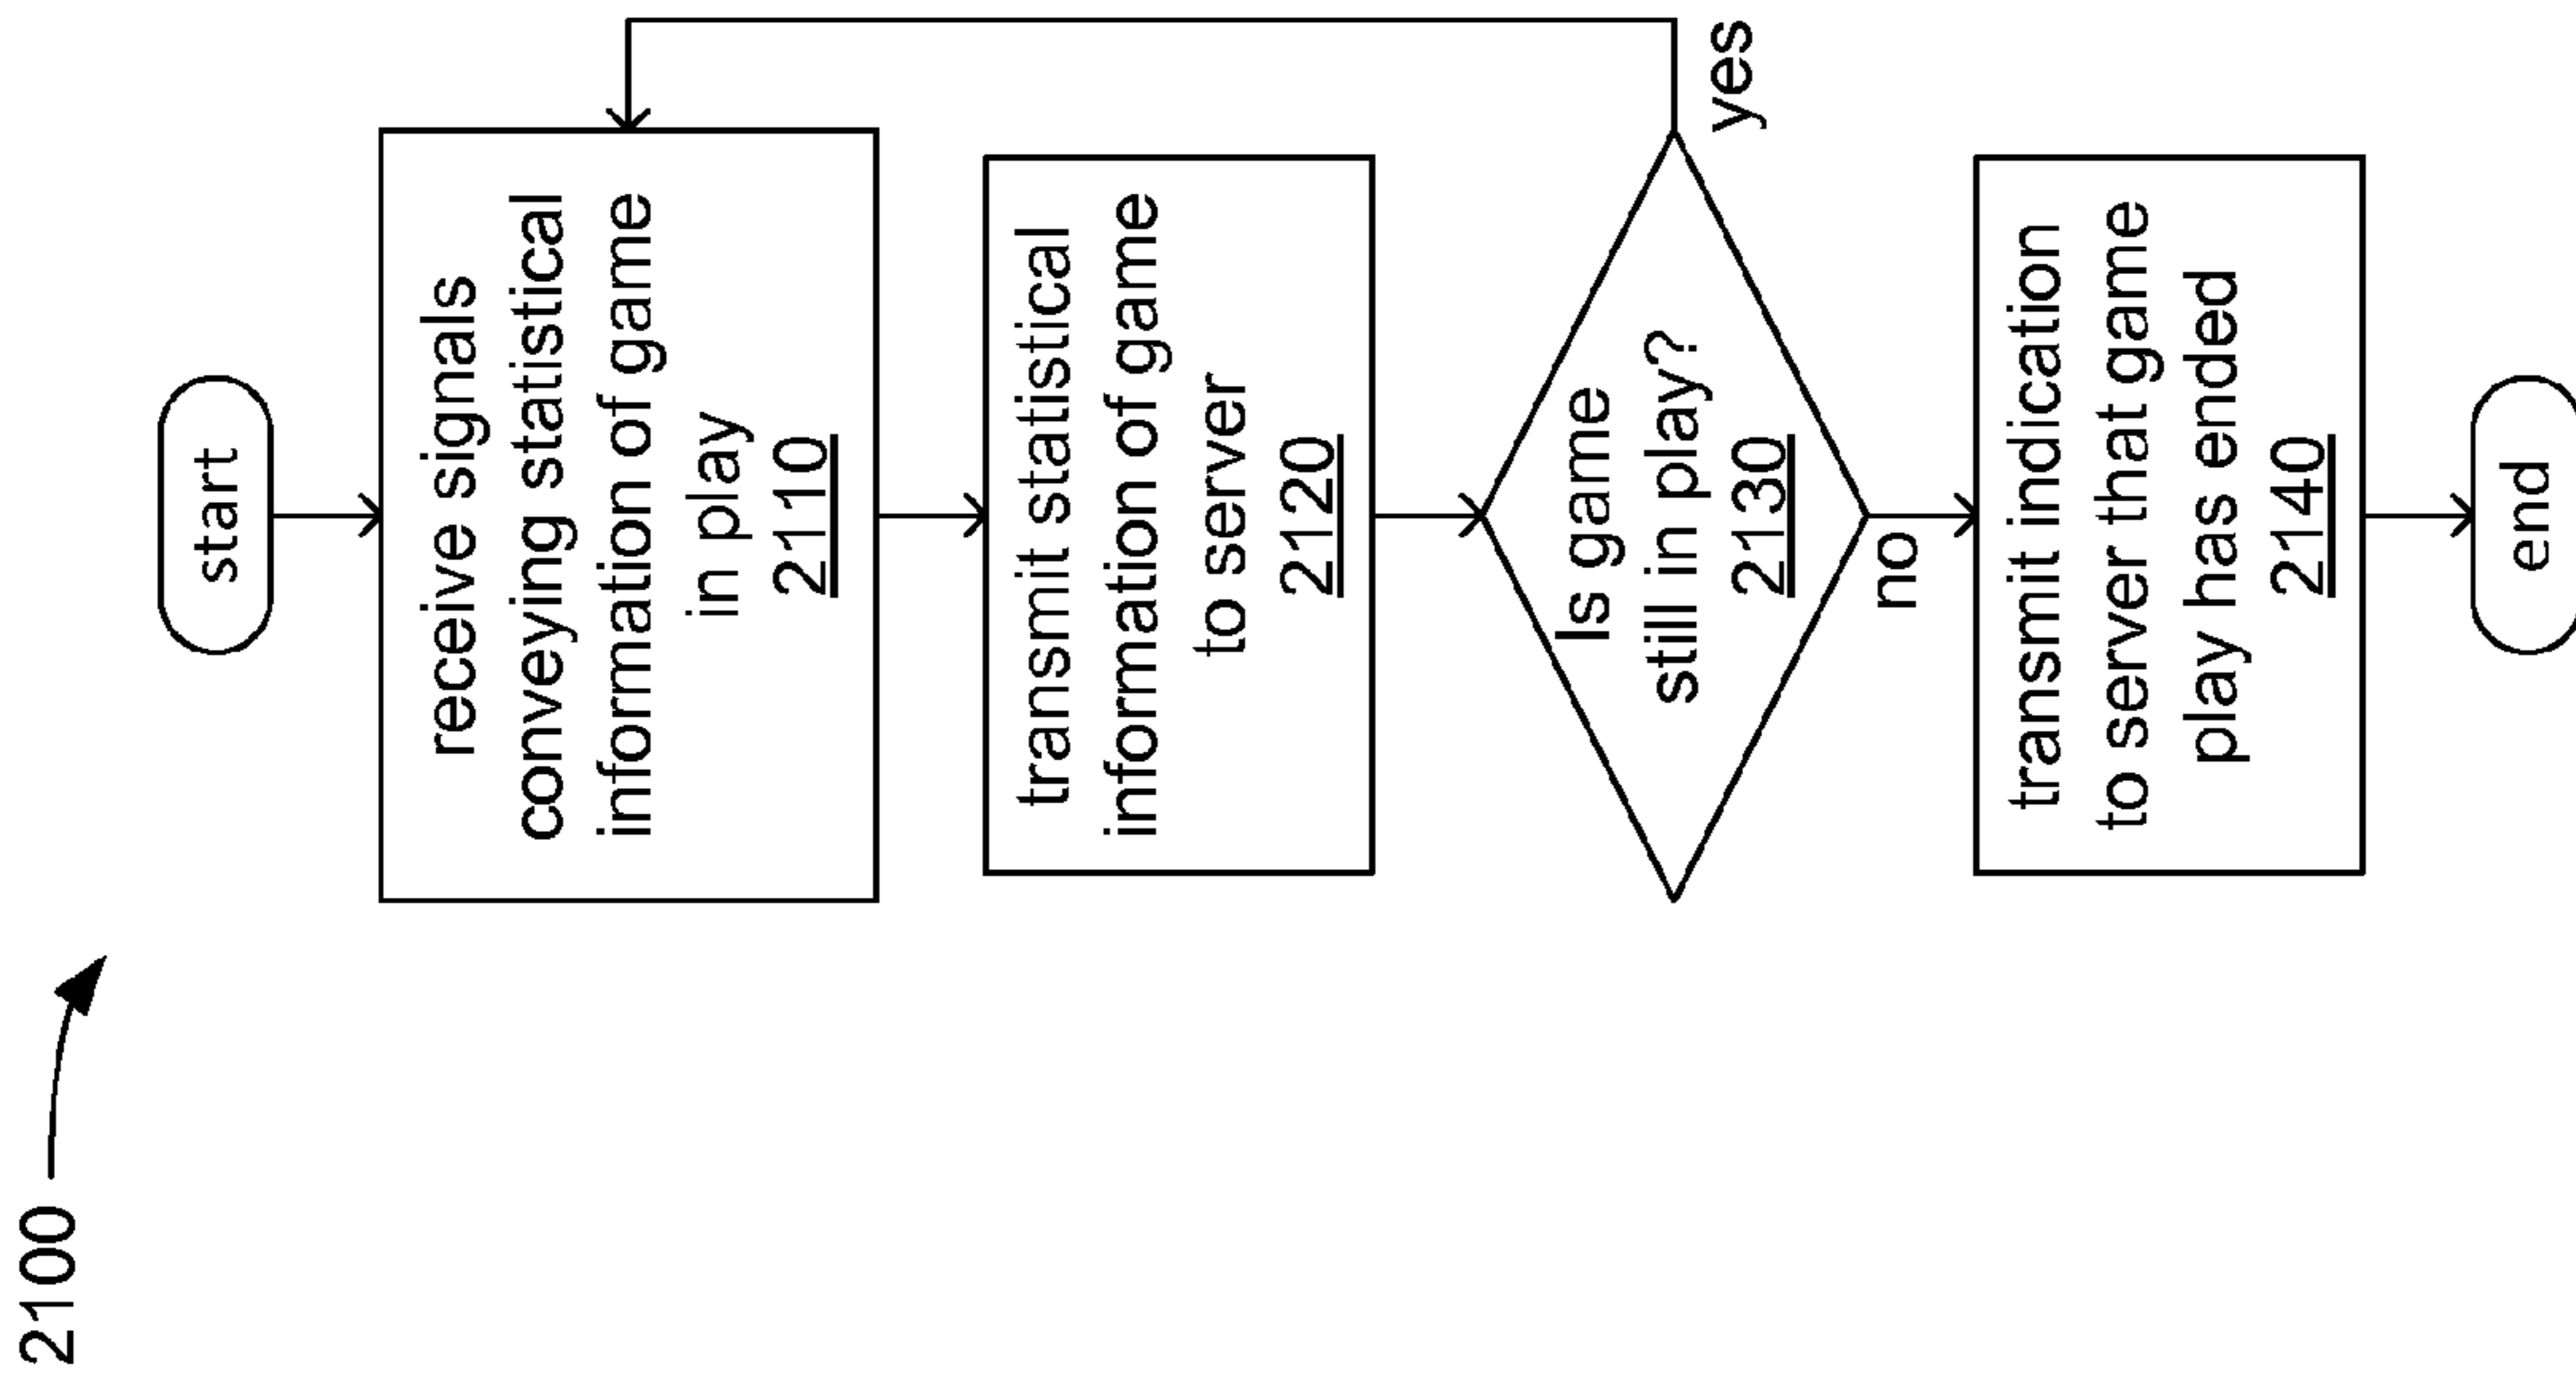 2100
start
receive signals
conveying statistical
information of game
in play
2110
transmit statistical
information of game
to server
2120
Is game
still in play?
2130
yes
no
transmit indication
to server that game
play has ended
2140
end